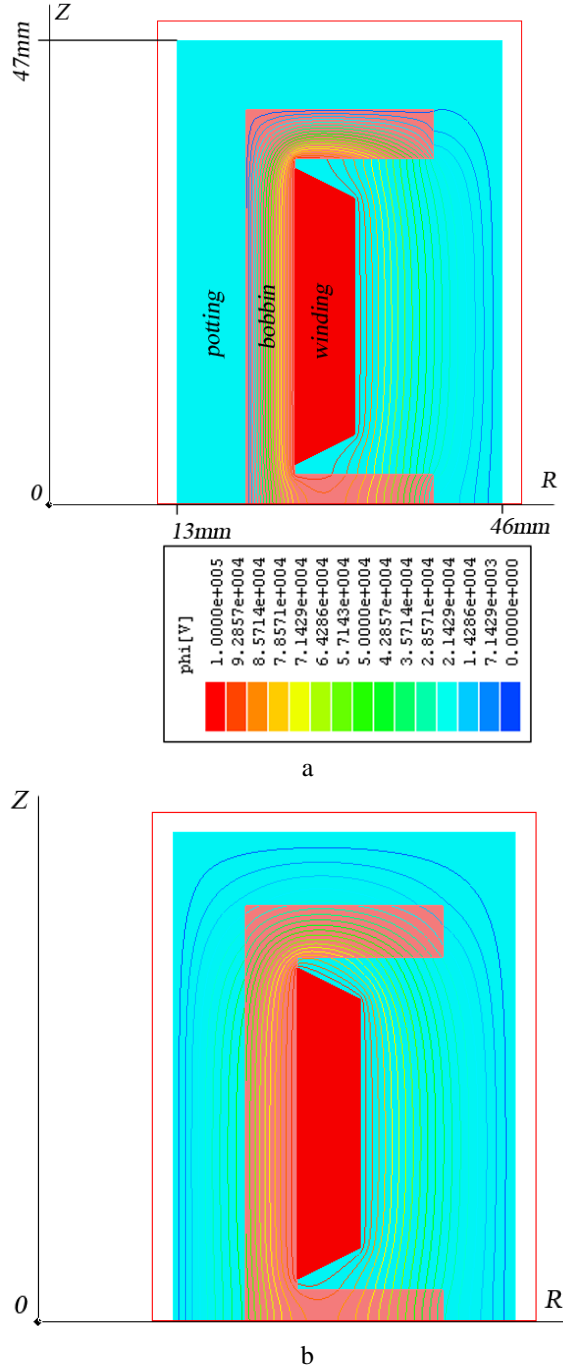 Z
47mm
potting
bobbin
winding
0
R
13mm
46mm
phi[V]
1.0000e+005
9.2857e+004
8.5714e+004
7.8571e+004
7.1429e+004
6.4286e+004
5.7143e+004
5.0000e+004
4.2857e+004
3.5714e+004
2.8571e+004
2.1429e+004
1.4286e+004
7.1429e+003
0.0000e+000
a
Z
0
R
b